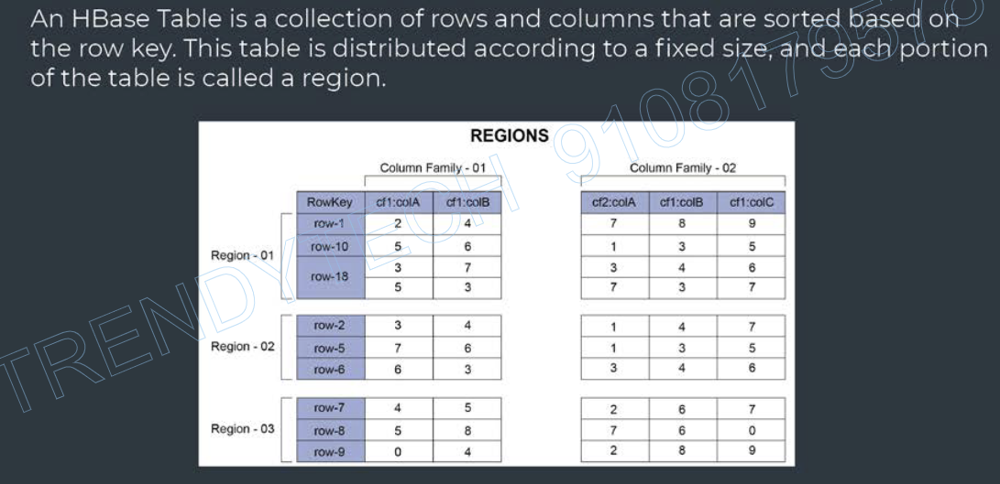 An HBase Table is a collection of rows and columns that are sorted based on
the row key. This table is distributed according to a fixed size, and each portion
of the table is called a region.
REGIONS
Column Family - 01 Column Family - 02
RowKey cf1:colA cf1:colB cf2:colA cf1:colB cf1:colC
Region - 01
row-1 2 4 7 8 9
row-10 5 6 1 3 5
row-18 3 7 3 4 6
5 3 7 3 7
Region - 02
row-2 3 4 1 4 7
row-5 7 6 1 3 5
row-6 6 3 3 4 6
Region - 03
row-7 4 5 2 6 7
row-8 5 8 7 6 0
row-9 0 4 2 8 9